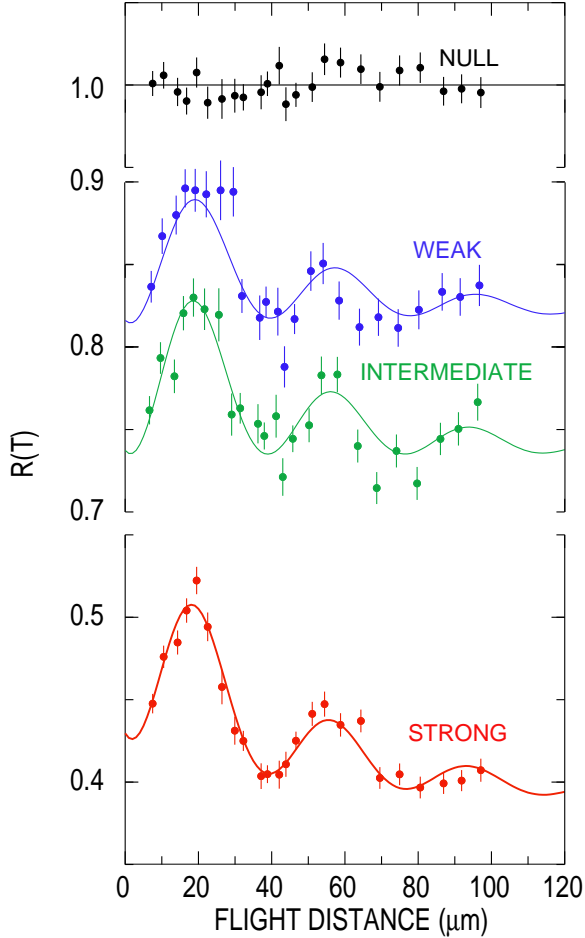 NULL
1.0
0.9
WEAK
0.8
INTERMEDIATE
R(T)
0.7
0.5
STRONG
0.4
0 20 40 60 80 100 120
FLIGHT DISTANCE (μm)